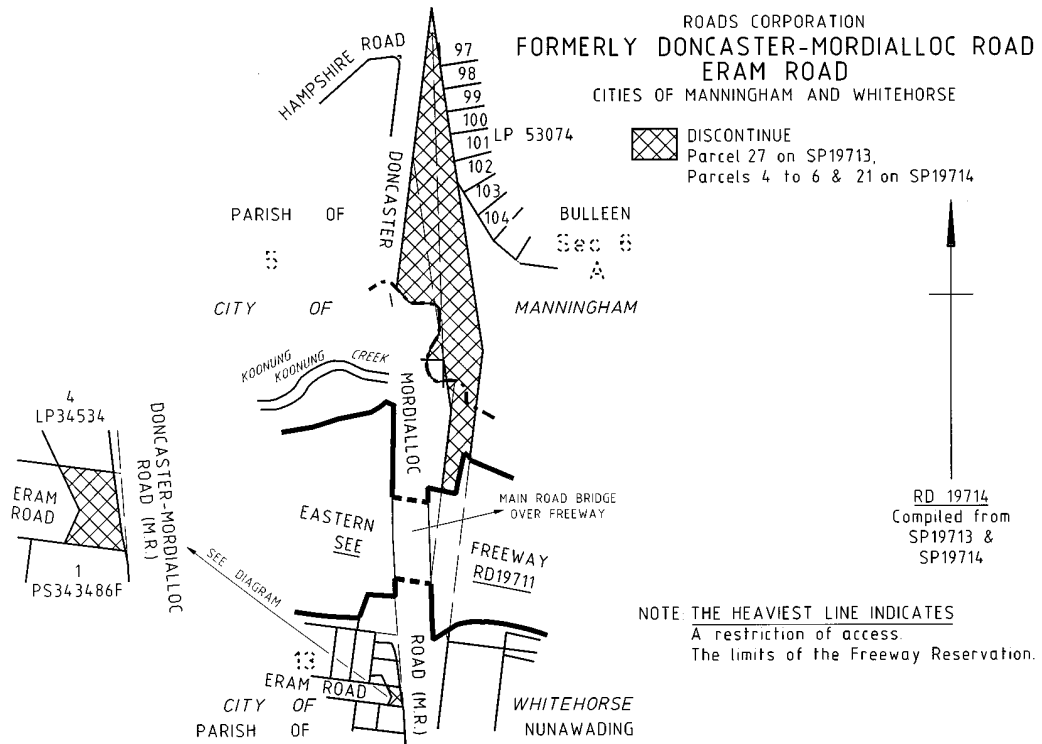 ROADS CORPORATION
FORMERLY DONCASTER-MORDIALLOC ROAD
ERAM ROAD
CITIES OF MANNINGHAM AND WHITEHORSE
DISCONTINUE
Parcel 27 on SP19713,
Parcels 4 to 6 & 21 on SP19714
HAMPSHIRE ROAD
97
98
99
100
101
102
103
104
LP 53074
DONCASTER
PARISH OF
BULLEEN
5
Sec 6
A
CITY OF
MANNINGHAM
KOONUNG
KOONUNG CREEK
MORDIALLOC
4
LP34534
ERAM
ROAD
1
PS343486F
DONCASTER-MORDIALLOC
ROAD (M.R.)
SEE DIAGRAM
EASTERN
SEE
MAIN ROAD BRIDGE
OVER FREEWAY
FREEWAY
RD19711
RD 19714
Compiled from
SP19713 &
SP19714
NOTE: THE HEAVIEST LINE INDICATES
A restriction of access.
The limits of the Freeway Reservation.
13
ERAM ROAD
ROAD (M.R.)
CITY OF
WHITEHORSE
PARISH OF
NUNAWADING